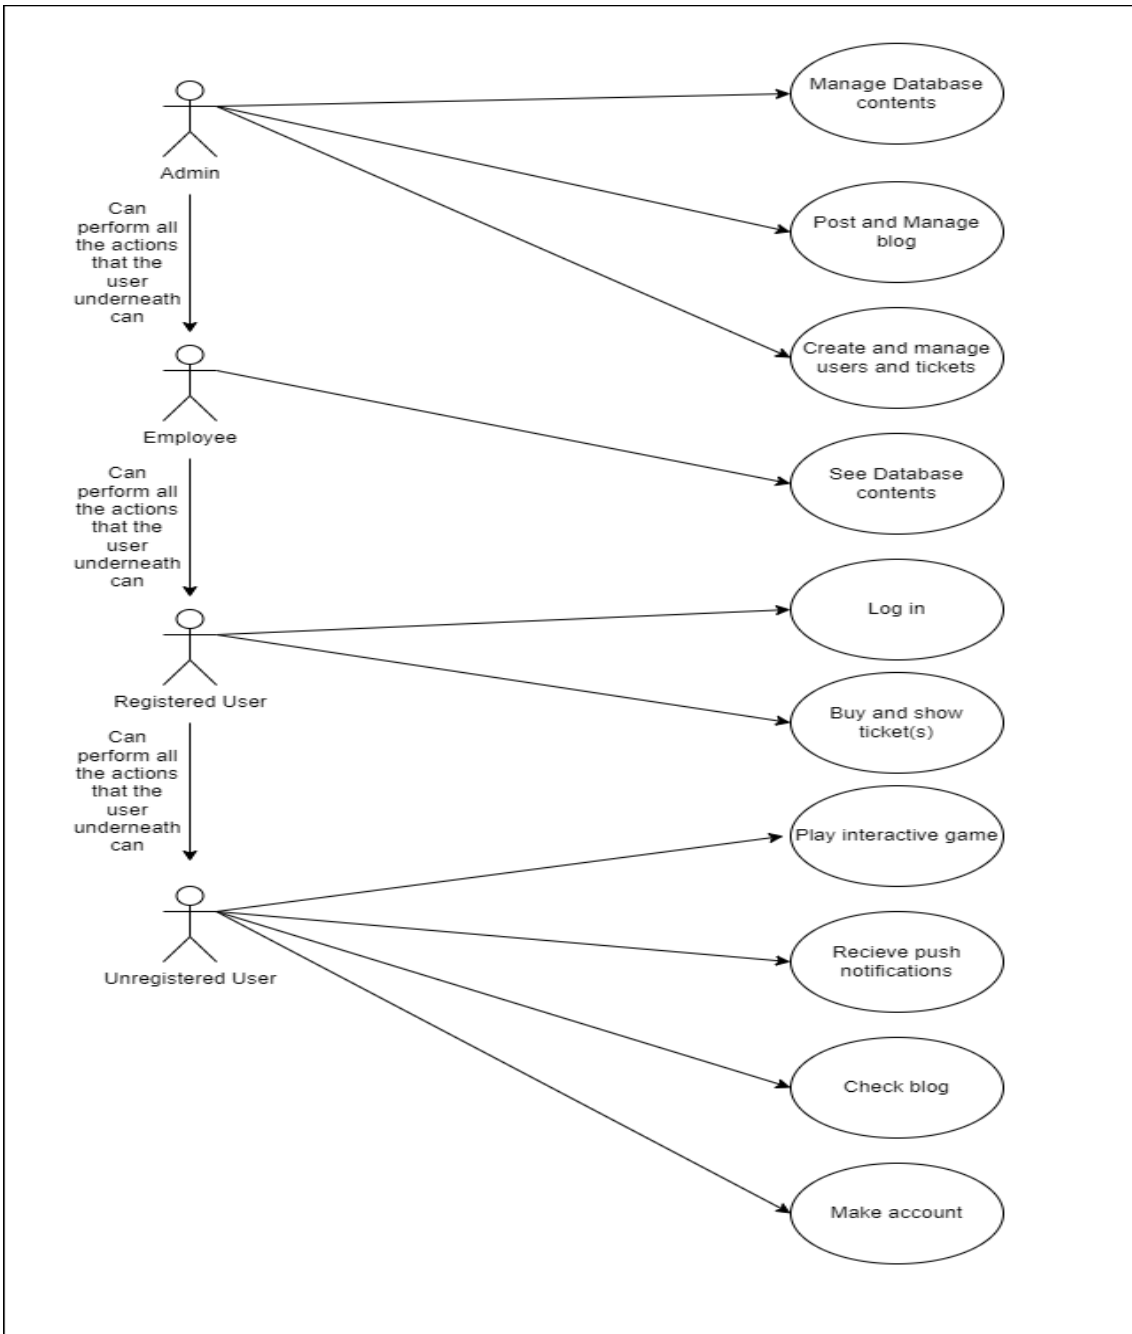 Manage Database
contents
Admin
Can
perform all
the actions
that the
user
underneath
can
Post and Manage
blog
Create and manage
users and tickets
Employee
Can
perform all
the actions
that the
user
underneath
can
See Database
contents
Log in
Registered User
Buy and show
ticket(s)
Can
perform all
the actions
that the
user
underneath
can
Play interactive game
Unregistered User
Recieve push
notifications
Check blog
Make account